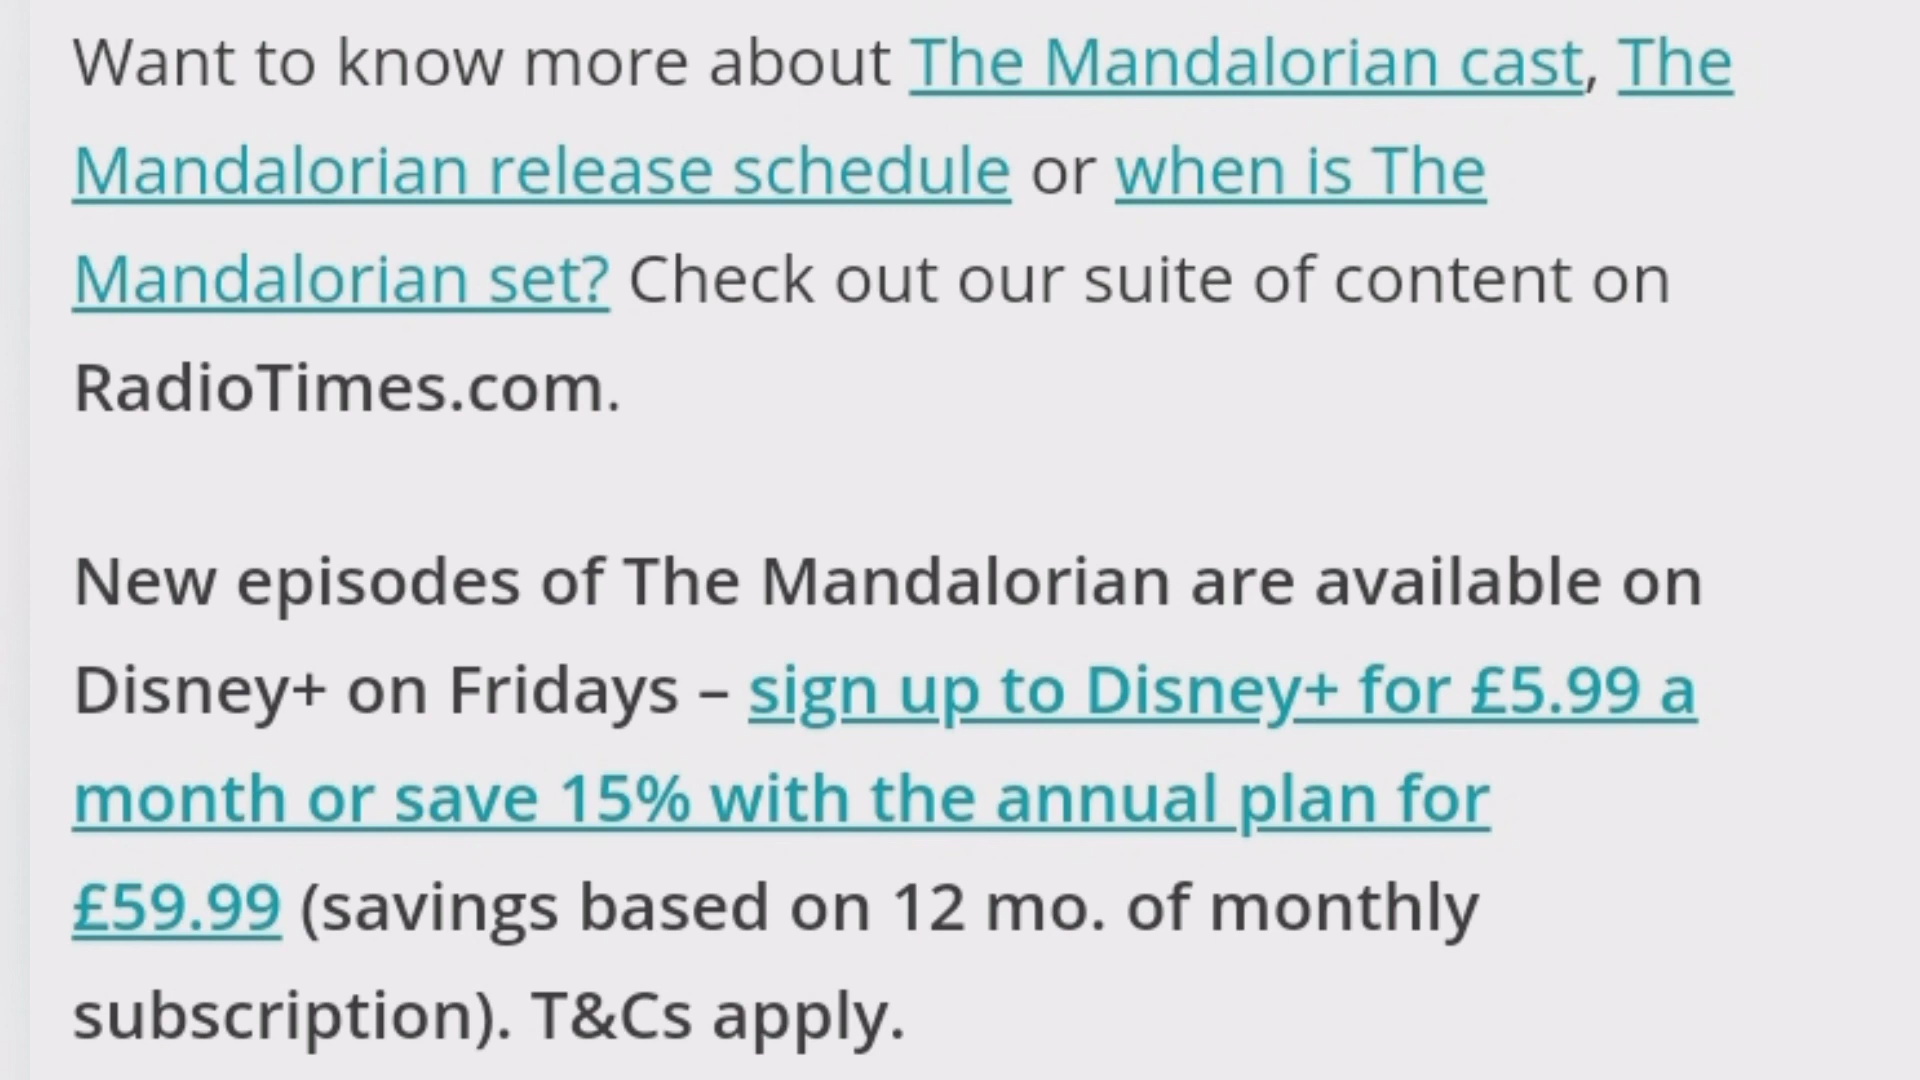 Want to know more about The Mandalorian cast, The
Mandalorian release schedule or when is The
Mandalorian set? Check out our suite of content on
RadioTimes.com.
New episodes of The Mandalorian are available on
Disney+ on Fridays – sign up to Disney+ for £5.99 a
month or save 15% with the annual plan for
£59.99 (savings based on 12 mo. of monthly
subscription). T&Cs apply.